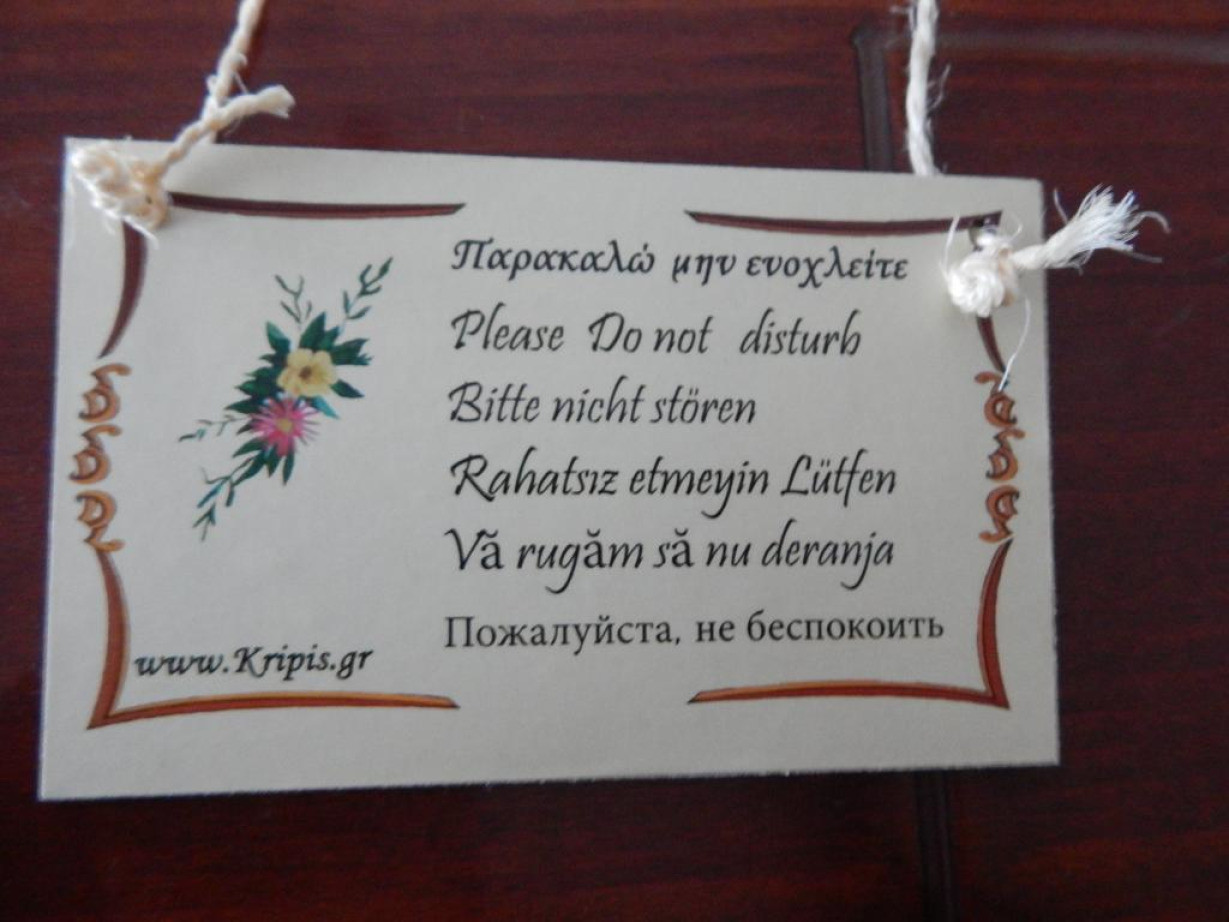 Παρακαλώ μην ενοχλείτε
Please Do not disturb
Bitte nicht stören
Rahatsız etmeyin Lütfen
Vă rugăm să nu deranja
Пожалуйста, не беспокоить
www.Kripis.gr